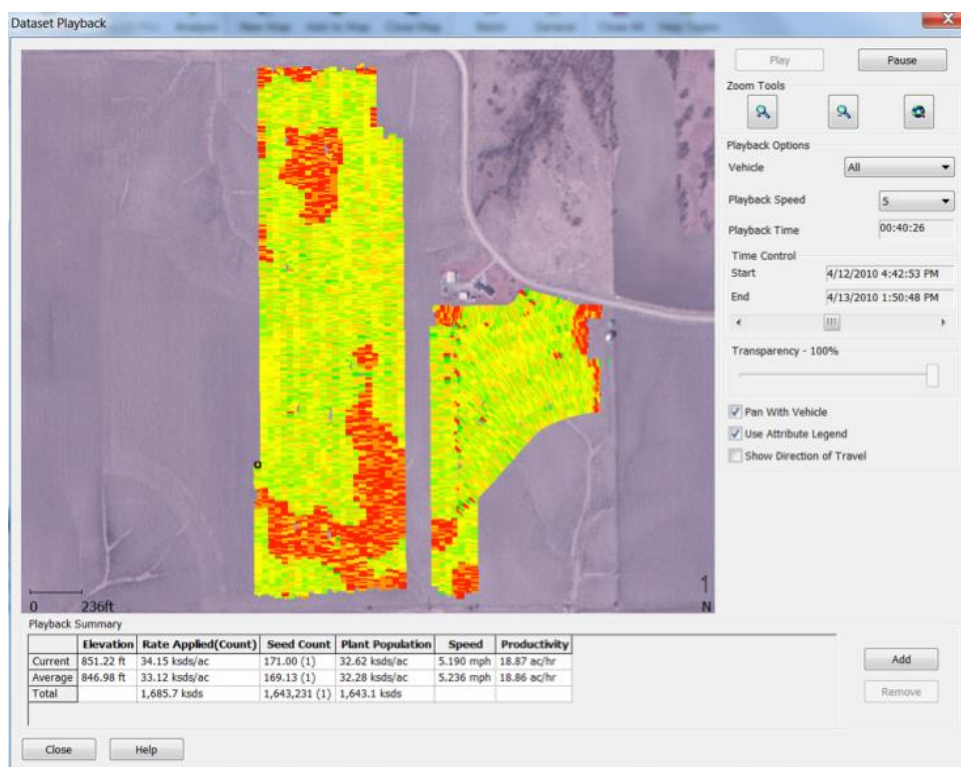 Dataset Playback
Play Pause
Zoom Tools
Playback Options
Vehicle All
Playback Speed 5
Playback Time 00:40:26
Time Control
Start 4/12/2010 4:42:53 PM
End 4/13/2010 1:50:48 PM
Transparency - 100%
Pan With Vehicle
Use Attribute Legend
Show Direction of Travel
0 236ft
N
Playback Summary
Elevation Rate Applied(Count) Seed Count Plant Population Speed Productivity
Current 851.22 ft 34.15 ksds/ac 171.00 (1) 32.62 ksds/ac 5.190 mph 18.87 ac/hr
Average 846.98 ft 33.12 ksds/ac 169.13 (1) 32.28 ksds/ac 5.236 mph 18.86 ac/hr
Total 1,685.7 ksds 1,643,231 (1) 1,643.1 ksds
Add
Remove
Close Help